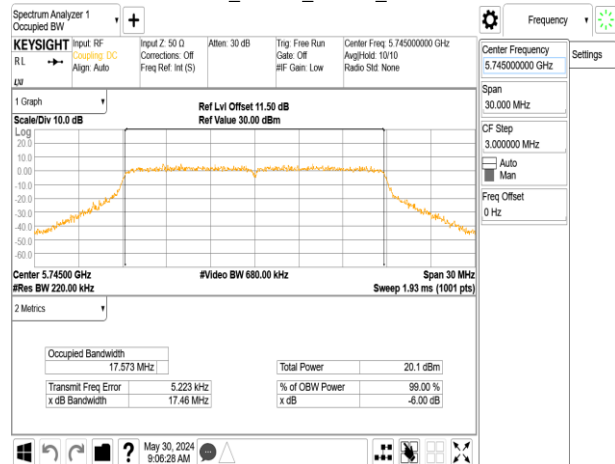 Spectrum Analyzer 1
Occupied BW
KEYSIGHT
RL
Input: RF
Coupling: DC
Align: Auto
Input Z: 50 Ω
Corrections: Off
Freq Ref: Int (S)
Atten: 30 dB
Trig: Free Run
Gate: Off
#IF Gain: Low
Center Freq: 5.745000000 GHz
Avg|Hold: 10/10
Radio Std: None
1 Graph
Scale/Div 10.0 dB
Ref Lvl Offset 11.50 dB
Ref Value 30.00 dBm
Log
20.0
10.0
0.00
-10.0
-20.0
-30.0
-40.0
-50.0
-60.0
Center 5.74500 GHz
#Video BW 680.00 kHz
Span 30 MHz
#Res BW 220.00 kHz
Sweep 1.93 ms (1001 pts)
2 Metrics
Occupied Bandwidth
17.573 MHz
Total Power 20.1 dBm
Transmit Freq Error 5.223 kHz
% of OBW Power 99.00 %
x dB Bandwidth 17.46 MHz
x dB -6.00 dB
?
May 30, 2024
9:06:28 AM
Frequency
Center Frequency
5.745000000 GHz
Settings
Span
30.000 MHz
CF Step
3.000000 MHz
Auto
Man
Freq Offset
0 Hz